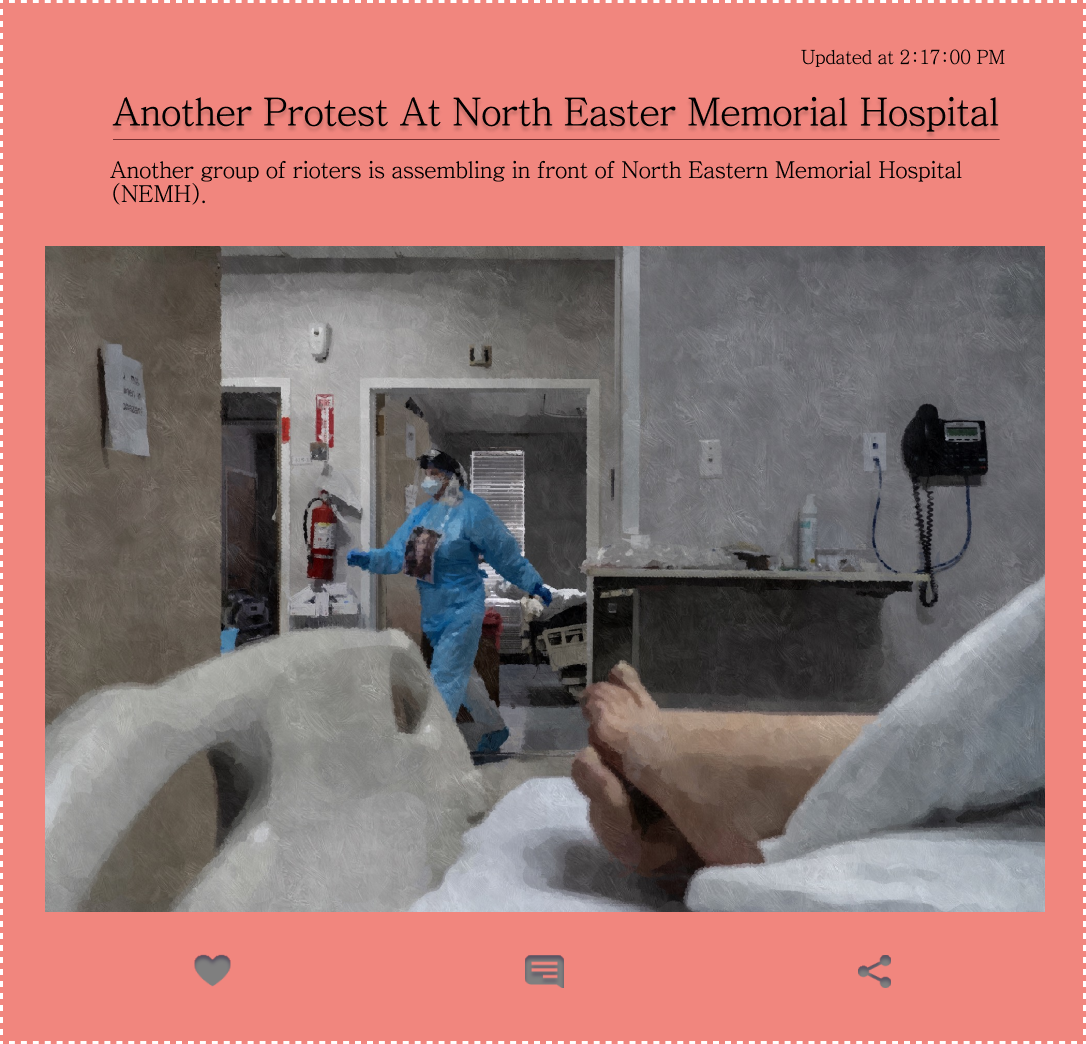 Updated at 2:17:00 PM
Another Protest At North Easter Memorial Hospital
Another group of rioters is assembling in front of North Eastern Memorial Hospital
(NEMH).